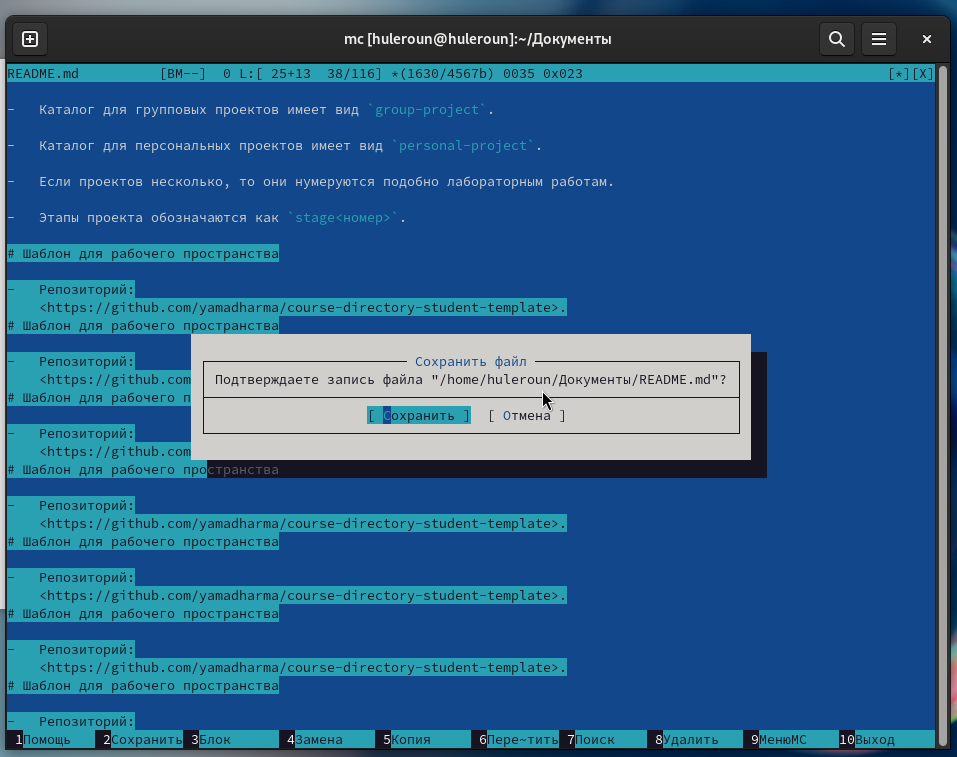 mc [huleroun@huleroun]:~/Документы
README.md [BM--] 0 L:[ 25+13 38/116] *(1630/4567b) 0035 0x023 [*][X]
- Каталог для групповых проектов имеет вид `group-project`.
- Каталог для персональных проектов имеет вид `personal-project`.
- Если проектов несколько, то они нумеруются подобно лабораторным работам.
- Этапы проекта обозначаются как `stage<номер>`.
# Шаблон для рабочего пространства
- Репозиторий:
<https://github.com/yamadharma/course-directory-student-template>.
# Шаблон для рабочего пространства
- Репозиторий:
<https://github.com
# Шаблон для рабочего п
- Репозиторий:
<https://github.com
# Шаблон для рабочего пространства
Сохранить файл
Подтверждаете запись файла "/home/huleroun/Документы/README.md"?
[ Сохранить ] [ Отмена ]
- Репозиторий:
<https://github.com/yamadharma/course-directory-student-template>.
# Шаблон для рабочего пространства
- Репозиторий:
<https://github.com/yamadharma/course-directory-student-template>.
# Шаблон для рабочего пространства
- Репозиторий:
<https://github.com/yamadharma/course-directory-student-template>.
# Шаблон для рабочего пространства
- Репозиторий:
1Помощь 2Сохранить 3Блок 4Замена 5Копия 6Пере~тить 7Поиск 8Удалить 9МенюМС 10Выход